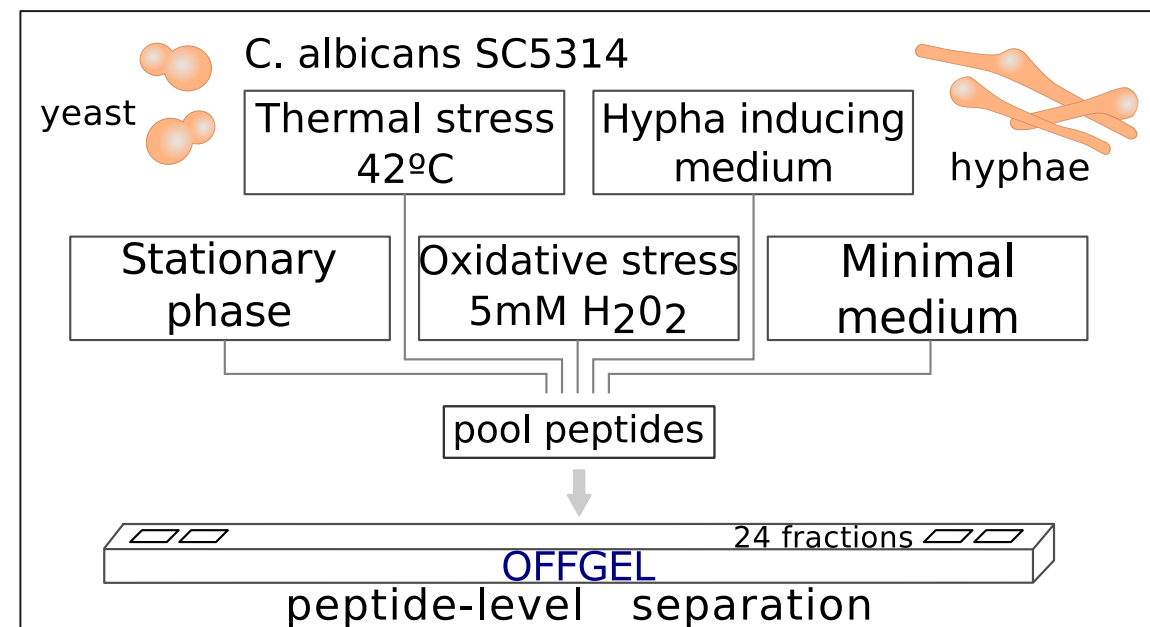 C. albicans SC5314
yeast
Thermal stress
42ºC
Hypha inducing
medium
hyphae
Stationary
phase
Oxidative stress
5mM H202
Minimal
medium
pool peptides
24 fractions
OFFGEL
peptide-level separation